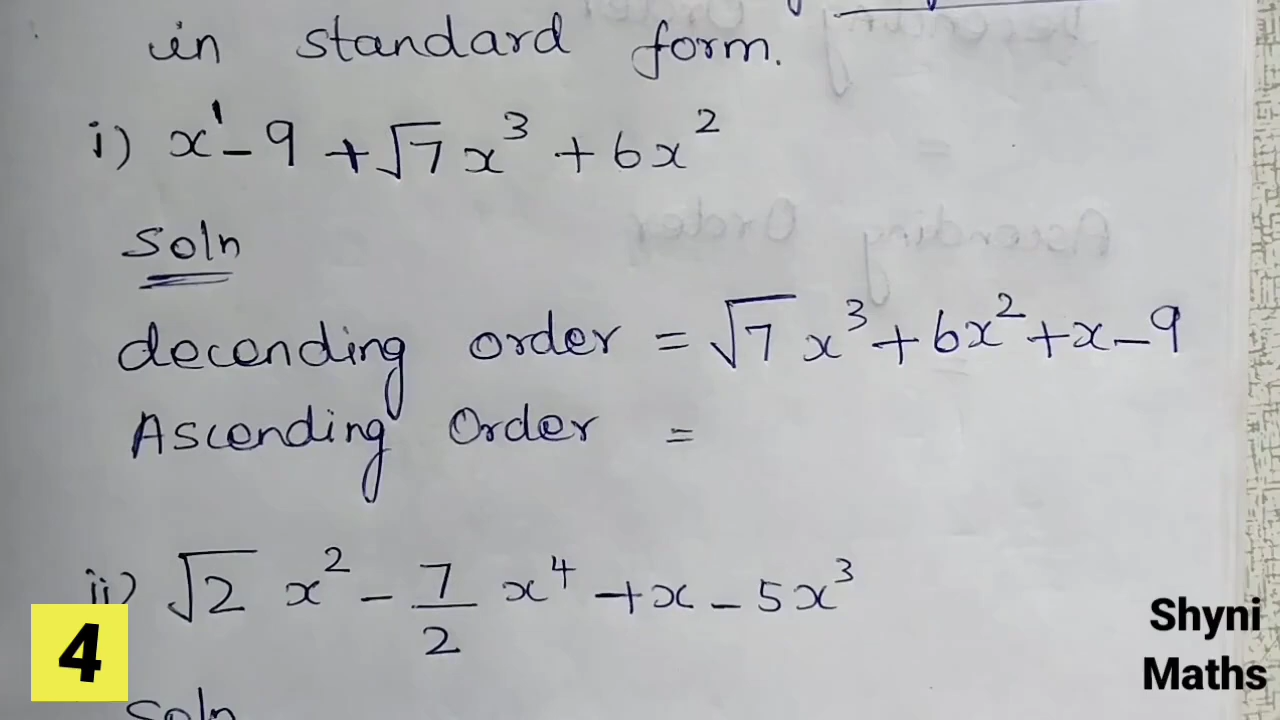 in standard form.
i) x¹ - 9 + √7 x³ + 6x²
Soln
decending order = √7 x³ + 6x² + x - 9
Ascending Order =
ii) √2 x² - 7/2 x⁴ + x - 5x³
4
Soln
Shyni
Maths